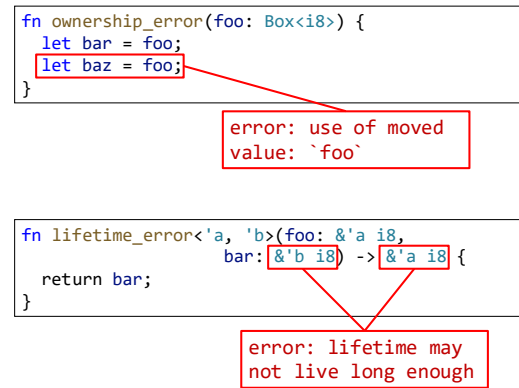 fn ownership_error(foo: Box<i8>) {
  let bar = foo;
  let baz = foo;
}
error: use of moved
value: `foo`
fn lifetime_error<'a, 'b>(foo: &'a i8,
                    bar: &'b i8) -> &'a i8 {
  return bar;
}
error: lifetime may
not live long enough